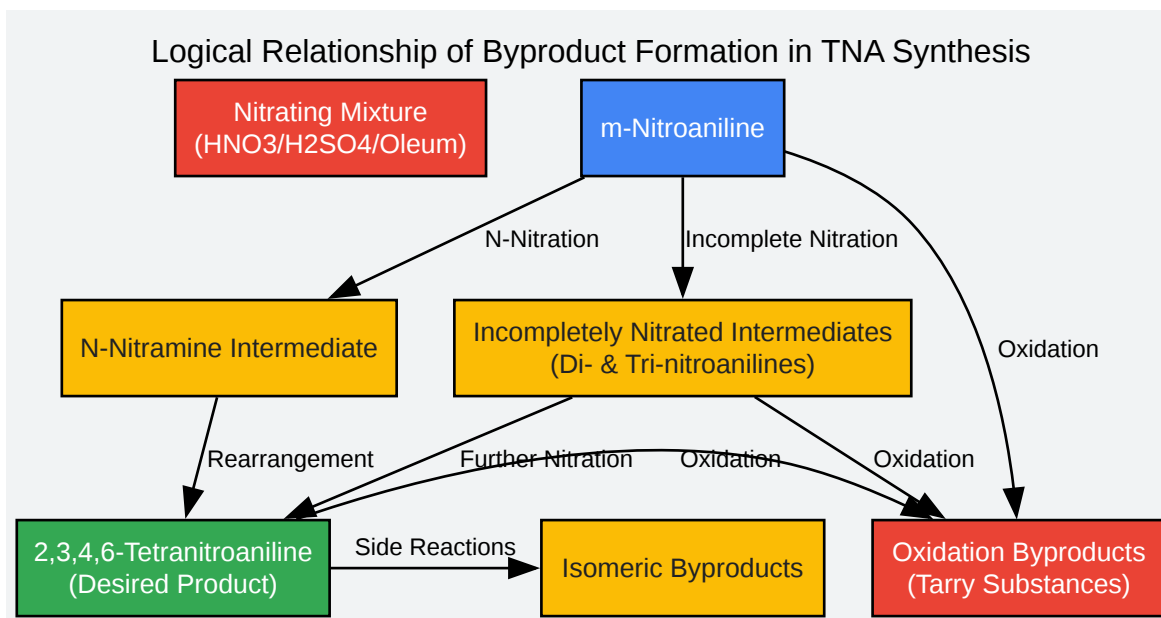 Logical Relationship of Byproduct Formation in TNA Synthesis
Nitrating Mixture
(HNO3/H2SO4/Oleum)
m-Nitroaniline
N-Nitration
Incomplete Nitration
Oxidation
N-Nitramine Intermediate
Incompletely Nitrated Intermediates
(Di- & Tri-nitroanilines)
Rearrangement
Further Nitration
Oxidation
Oxidation
2,3,4,6-Tetranitroaniline
(Desired Product)
Side Reactions
Isomeric Byproducts
Oxidation Byproducts
(Tarry Substances)